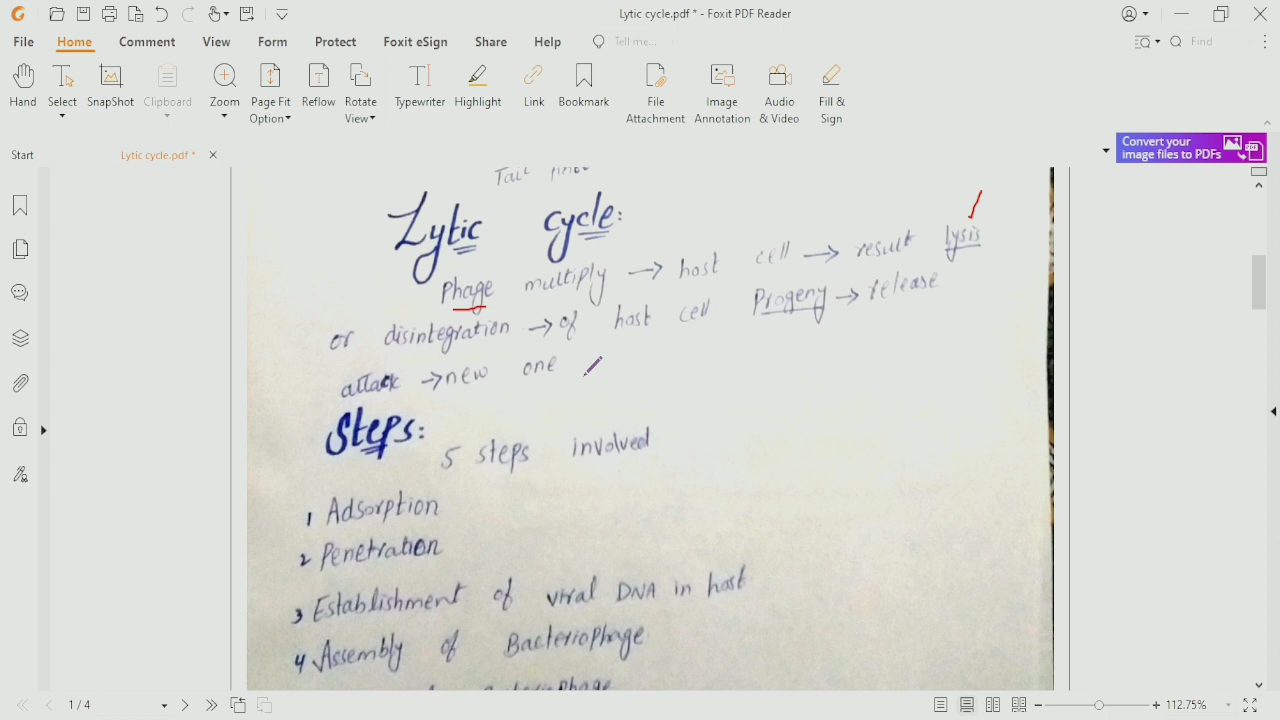 Lytic cycle.pdf * - Foxit PDF Reader
File Home Comment View Form Protect Foxit eSign Share Help Tell me... Find
Hand Select SnapShot Clipboard Zoom Page Fit Option Reflow Rotate View Typewriter Highlight Link Bookmark File Attachment Image Annotation Audio & Video Fill & Sign
Start Lytic cycle.pdf *
Convert your
image files to PDFs
PDF
Tail
Lytic cycle:
Phage multiply → host cell → result lysis
or disintegration → of host cell Progeny → release
attack → new one
Steps:
5 steps involved
1 Adsorption
2 Penetration
3 Establishment of viral DNA in host
4 Assembly of Bacteriophage
1 / 4
112.75%